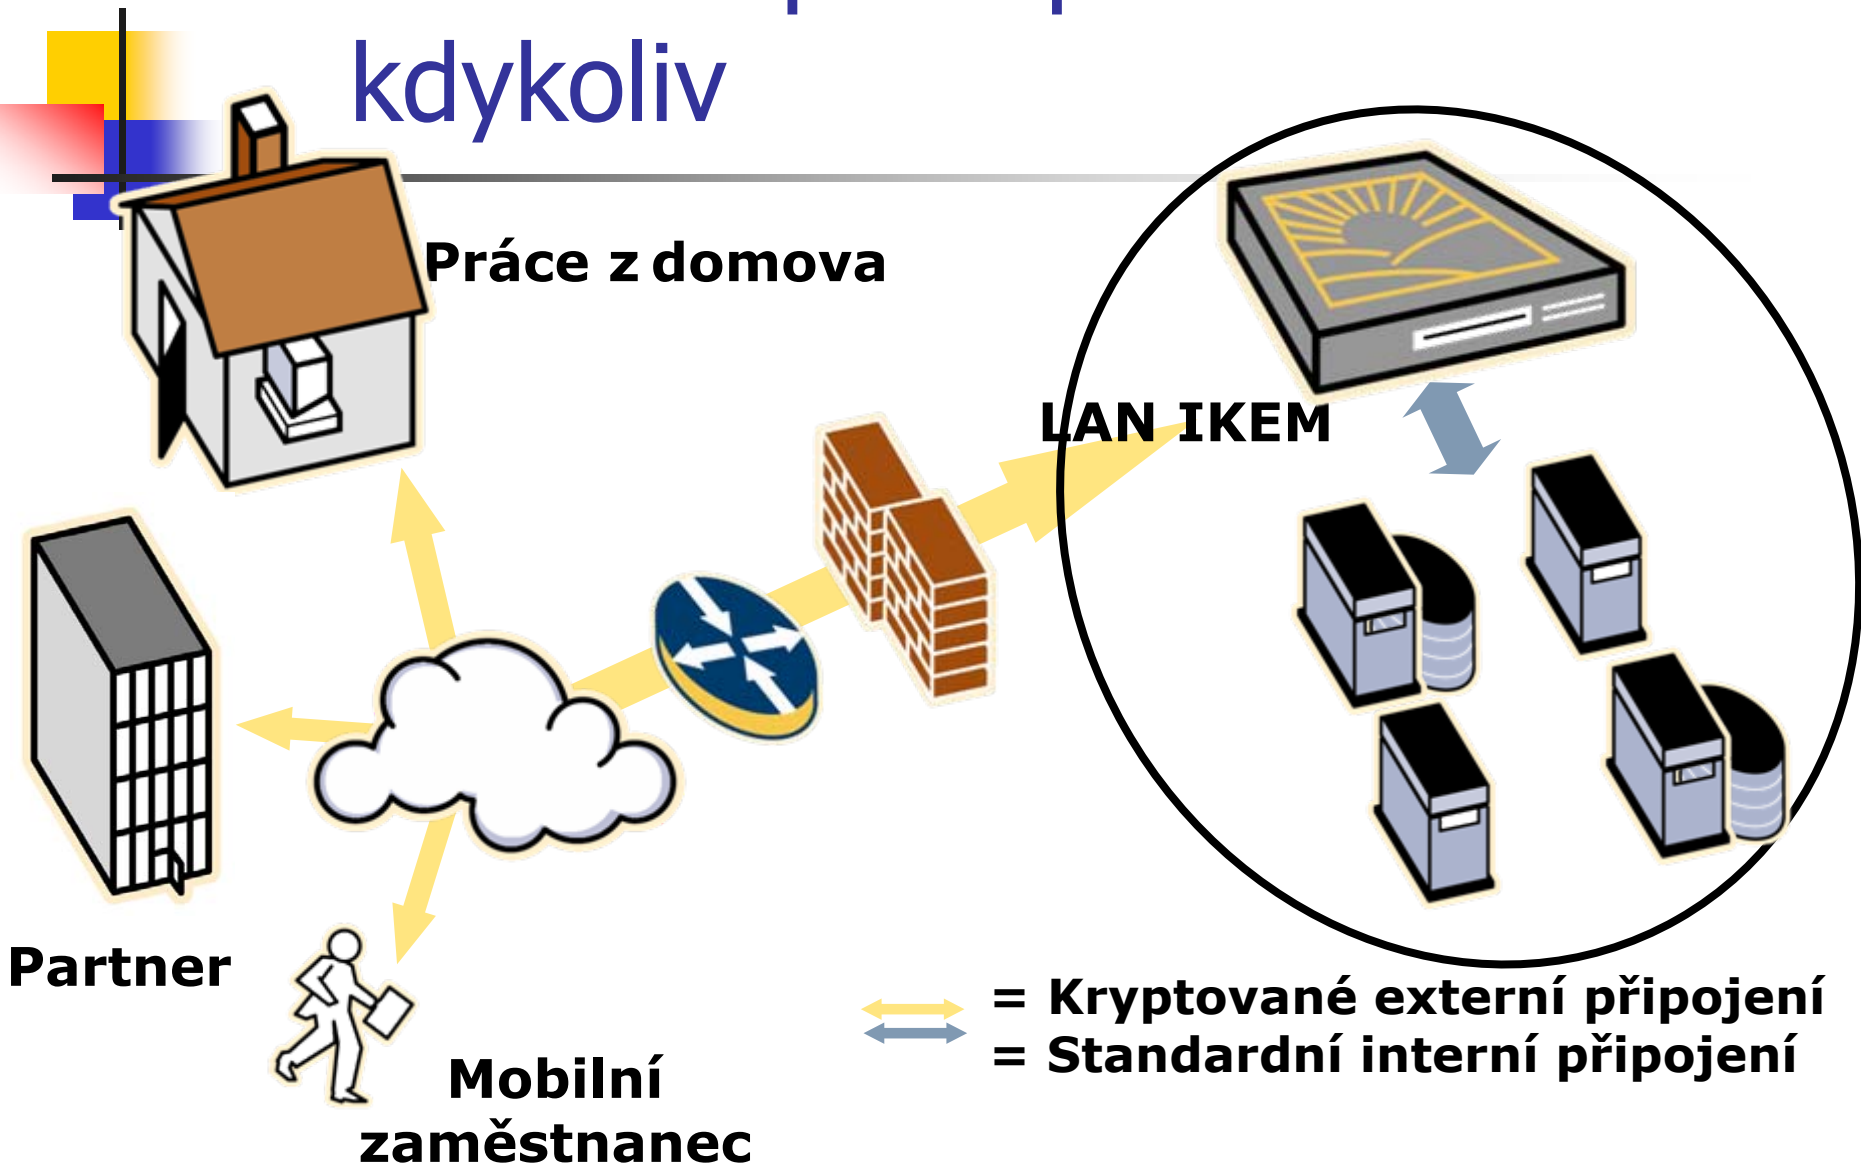 kdykoliv
Práce z domova
LAN IKEM
Partner
= Kryptované externí připojení
= Standardní interní připojení
Mobilní
zaměstnanec